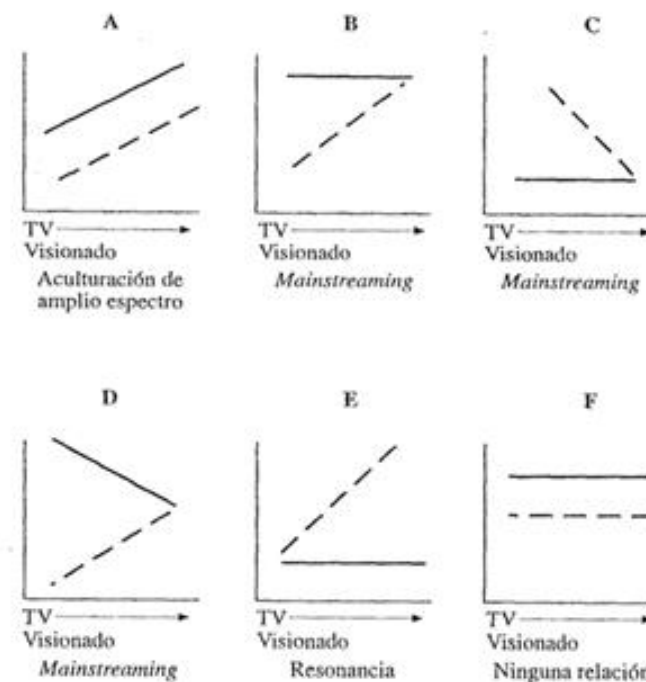 A
B
C
TV
Visionado
Aculturación de
amplio espectro
TV
Visionado
Mainstreaming
TV
Visionado
Mainstreaming
D
E
F
TV
Visionado
Mainstreaming
TV
Visionado
Resonancia
TV
Visionado
Ninguna relación